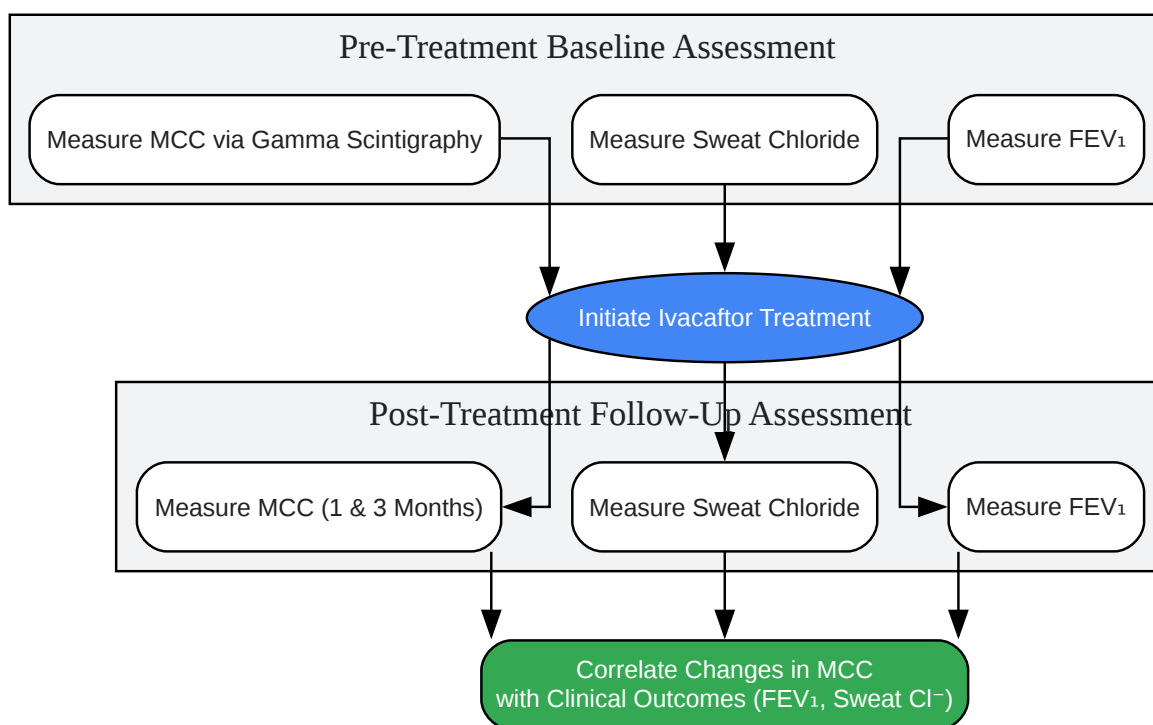 Pre-Treatment Baseline Assessment
Measure MCC via Gamma Scintigraphy
Measure Sweat Chloride
Measure FEV₁
Initiate Ivacaftor Treatment
Post-Treatment Follow-Up Assessment
Measure MCC (1 & 3 Months)
Measure Sweat Chloride
Measure FEV₁
Correlate Changes in MCC
with Clinical Outcomes (FEV₁, Sweat Cl⁻)